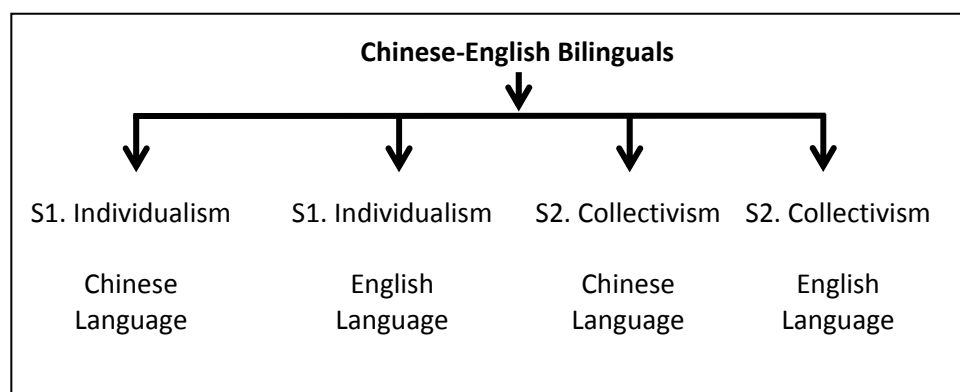 Chinese-English Bilinguals
S1. Individualism
S1. Individualism
S2. Collectivism
S2. Collectivism
Chinese
Language
English
Language
Chinese
Language
English
Language